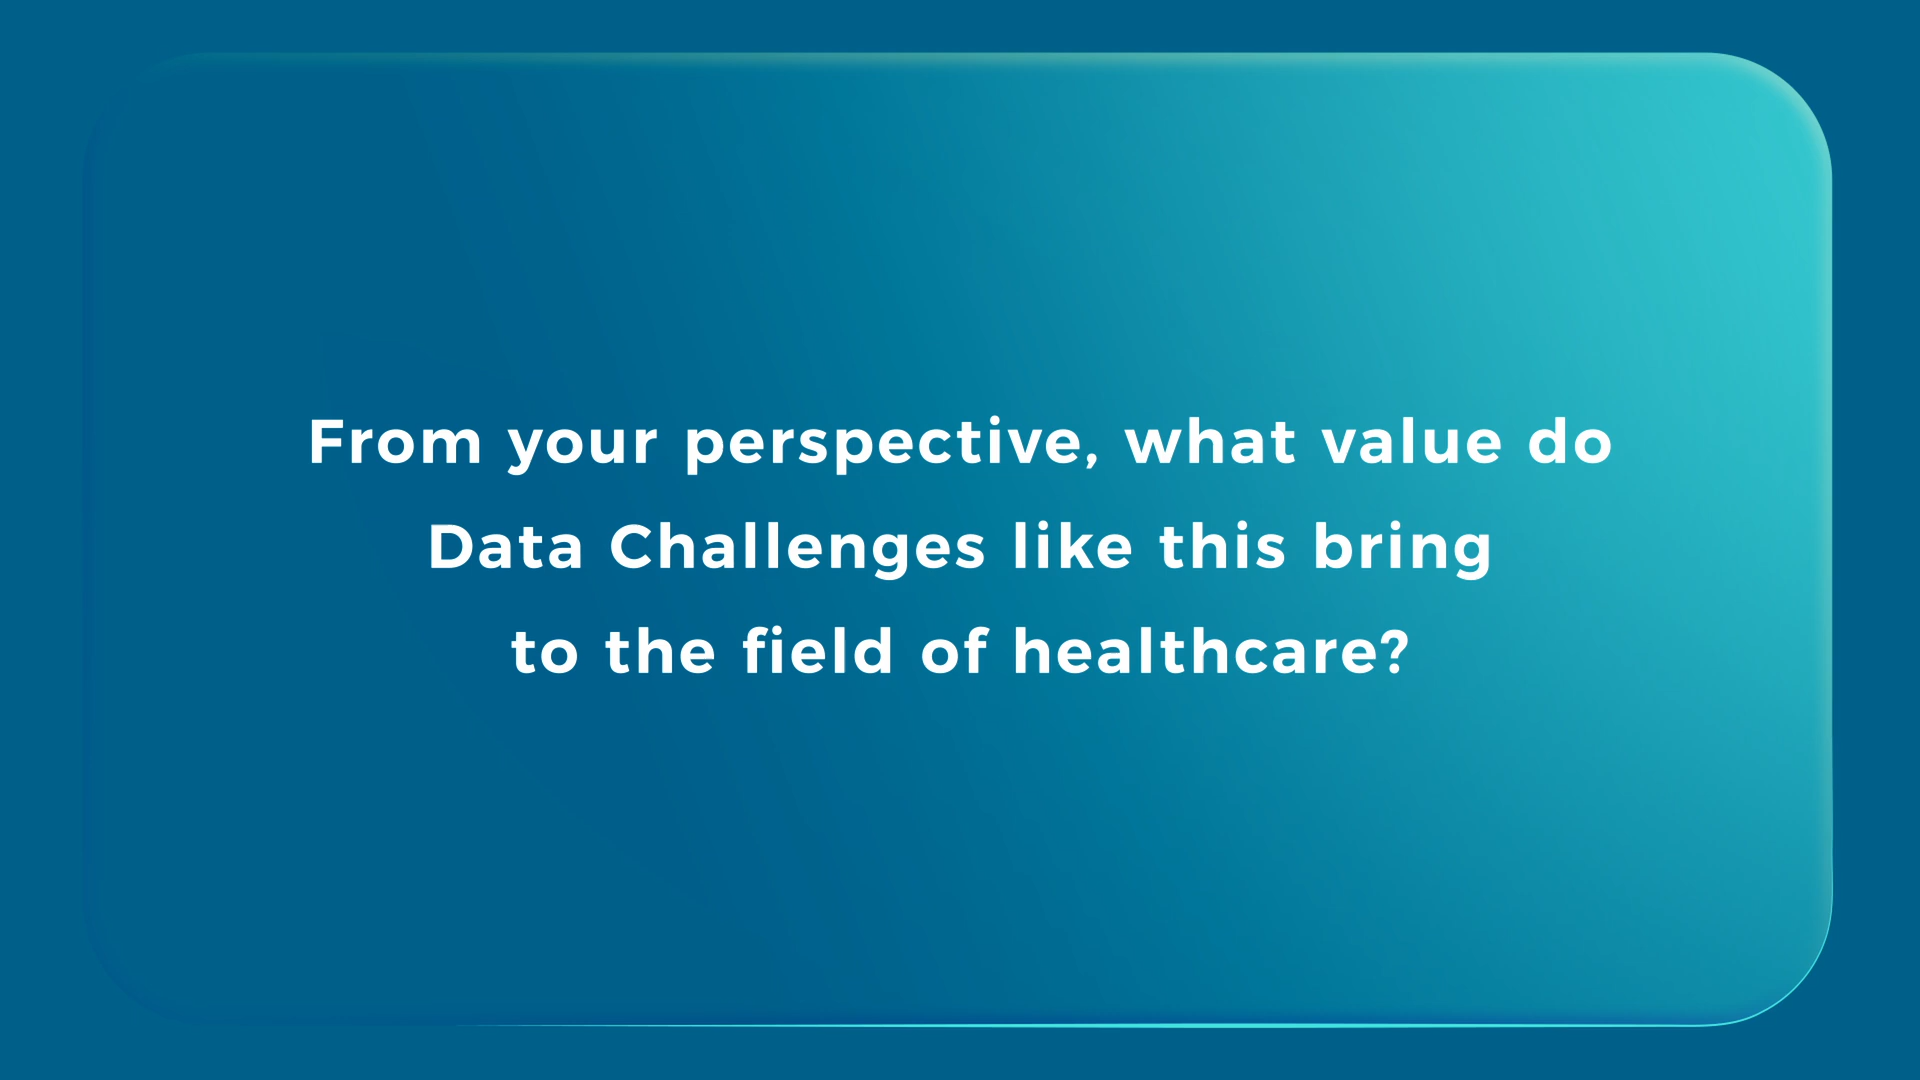 From your perspective, what value do
Data Challenges like this bring
to the field of healthcare?